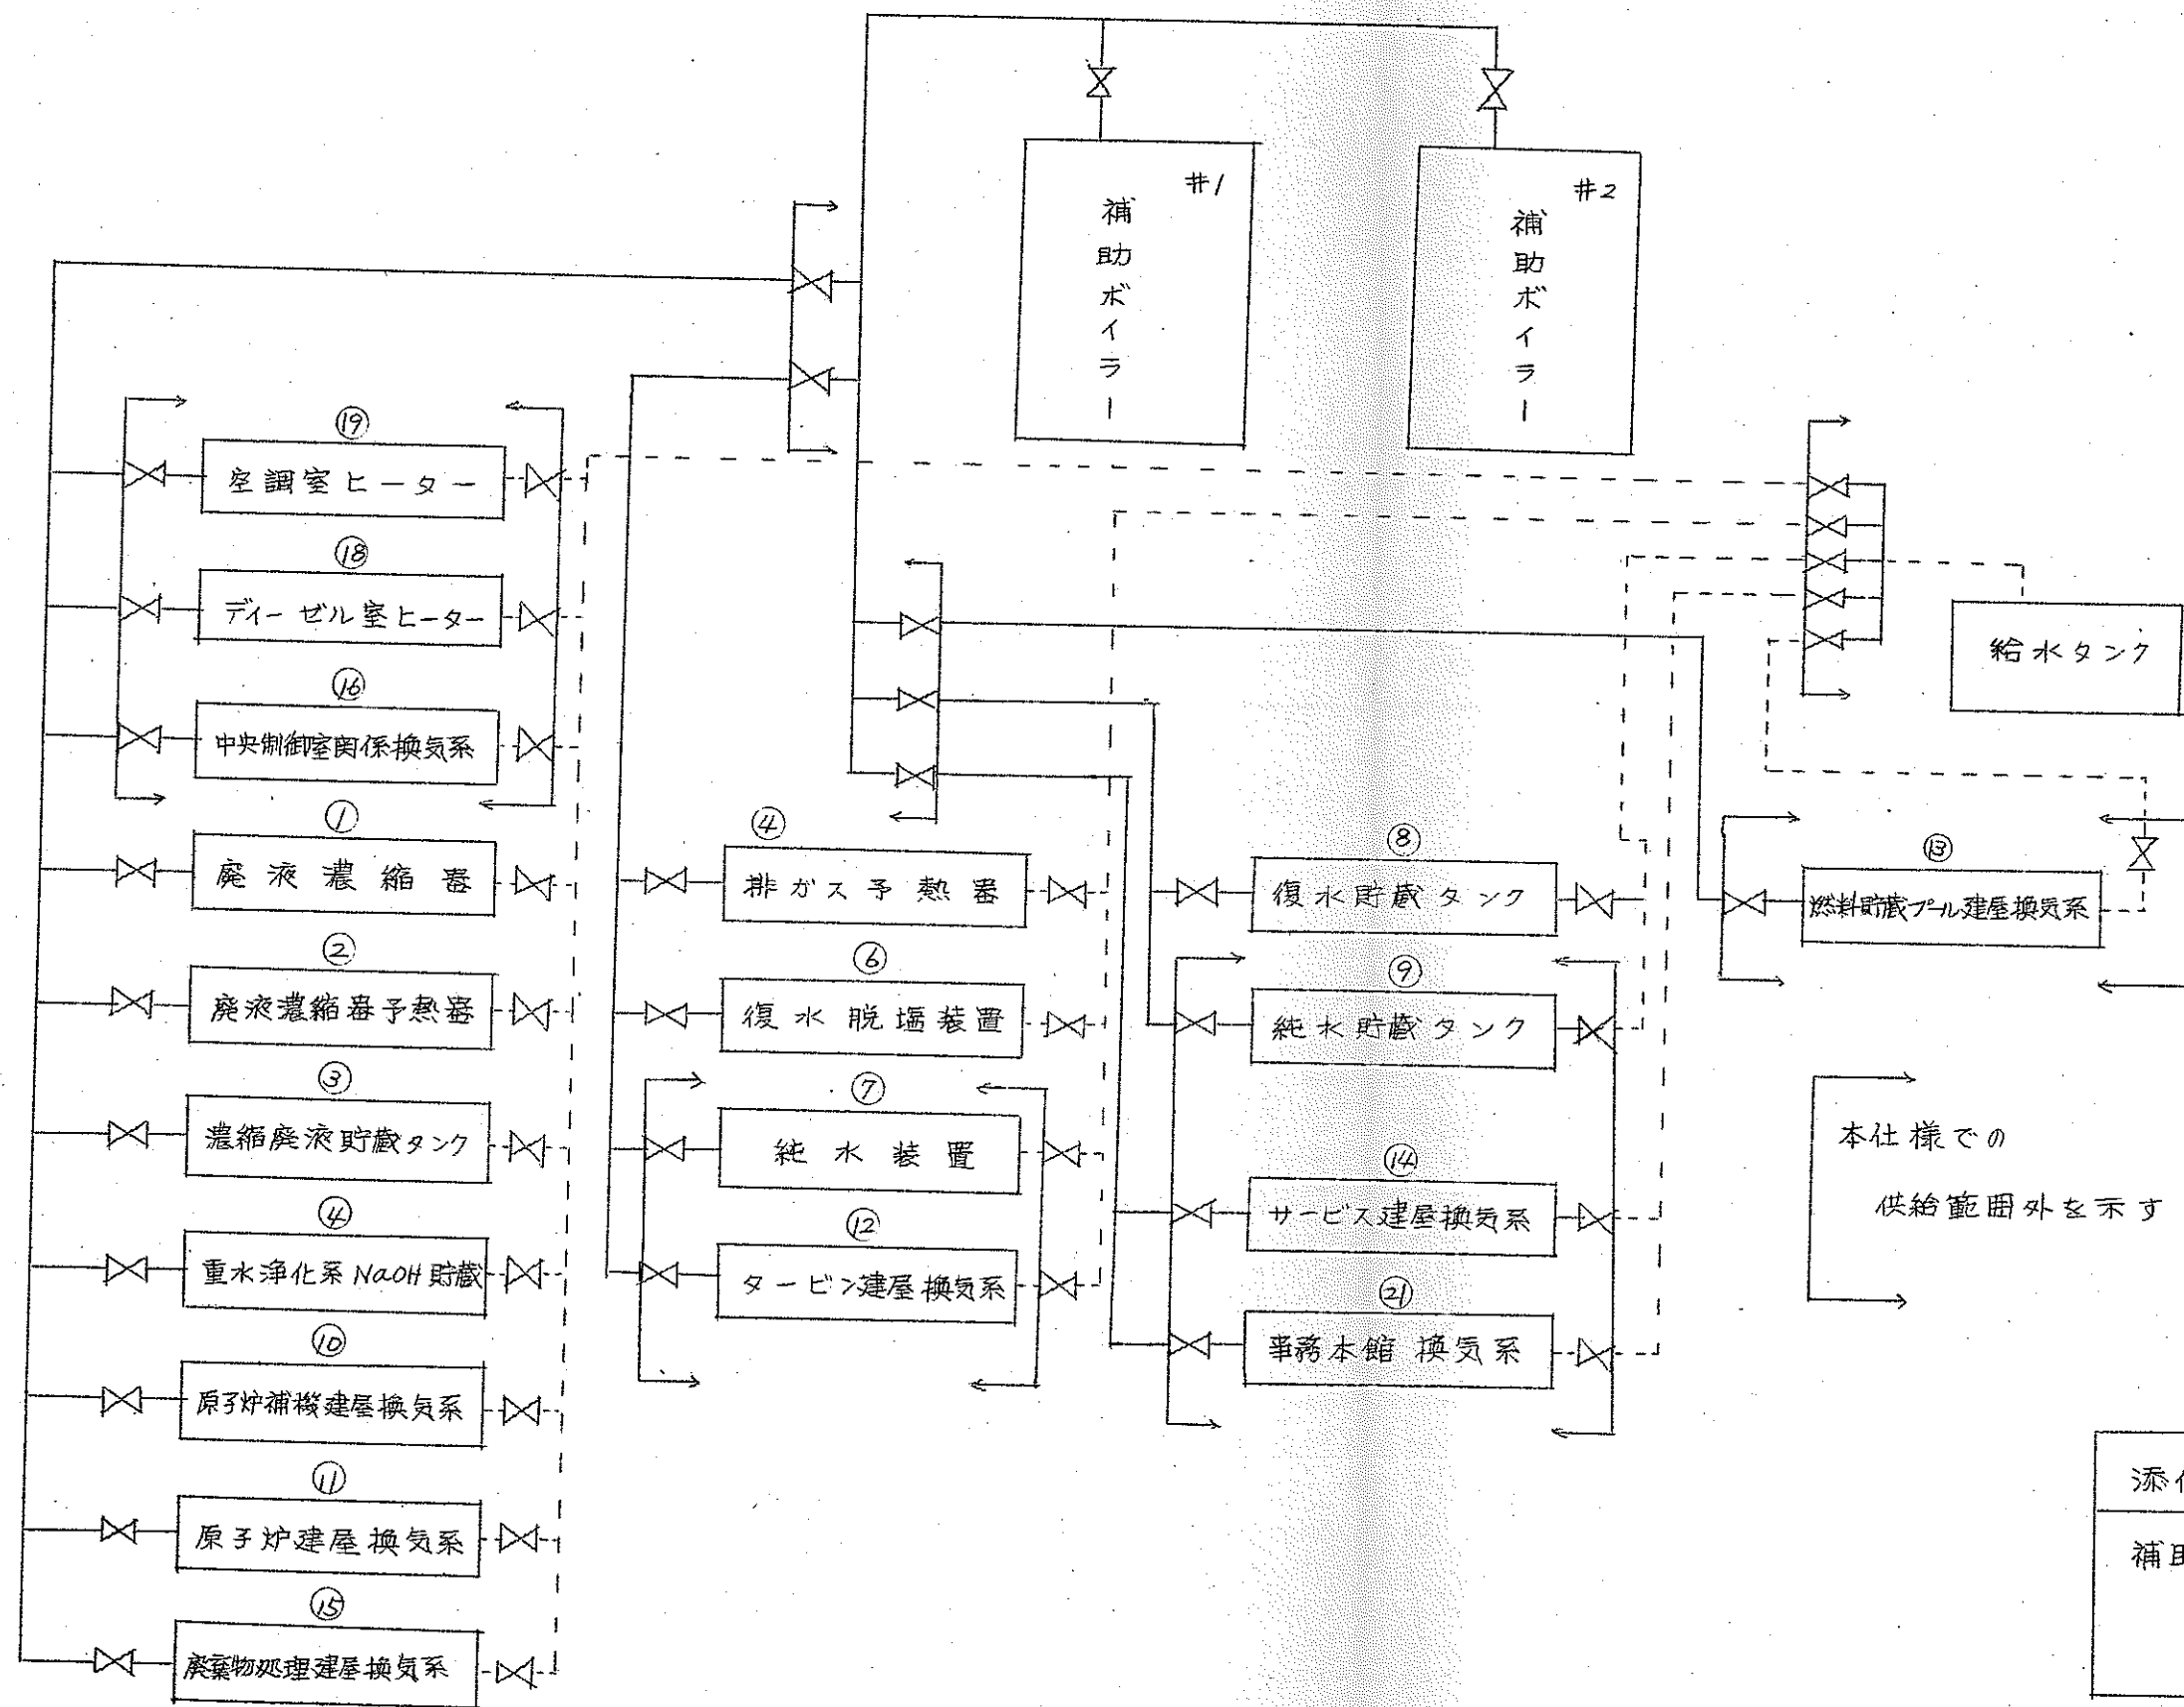 #1
補助ボイラー
#2
補助ボイラー
⑲
空調室ヒーター
⑱
ディーゼル室ヒーター
⑯
中央制御室関係換気系
①
廃液濃縮器
②
廃液濃縮器予熱器
③
濃縮廃液貯蔵タンク
④
重水浄化系NaOH貯蔵
⑩
原子炉補機建屋換気系
⑪
原子炉建屋換気系
⑮
廃棄物処理建屋換気系
④
排ガス予熱器
⑥
復水脱塩装置
⑦
純水装置
⑫
タービン建屋換気系
⑧
復水貯蔵タンク
⑨
純水貯蔵タンク
⑭
サービス建屋換気系
㉑
事務本館換気系
給水タンク
⑬
燃料貯蔵プール建屋換気系
本仕様での
供給範囲外を示す
添
補